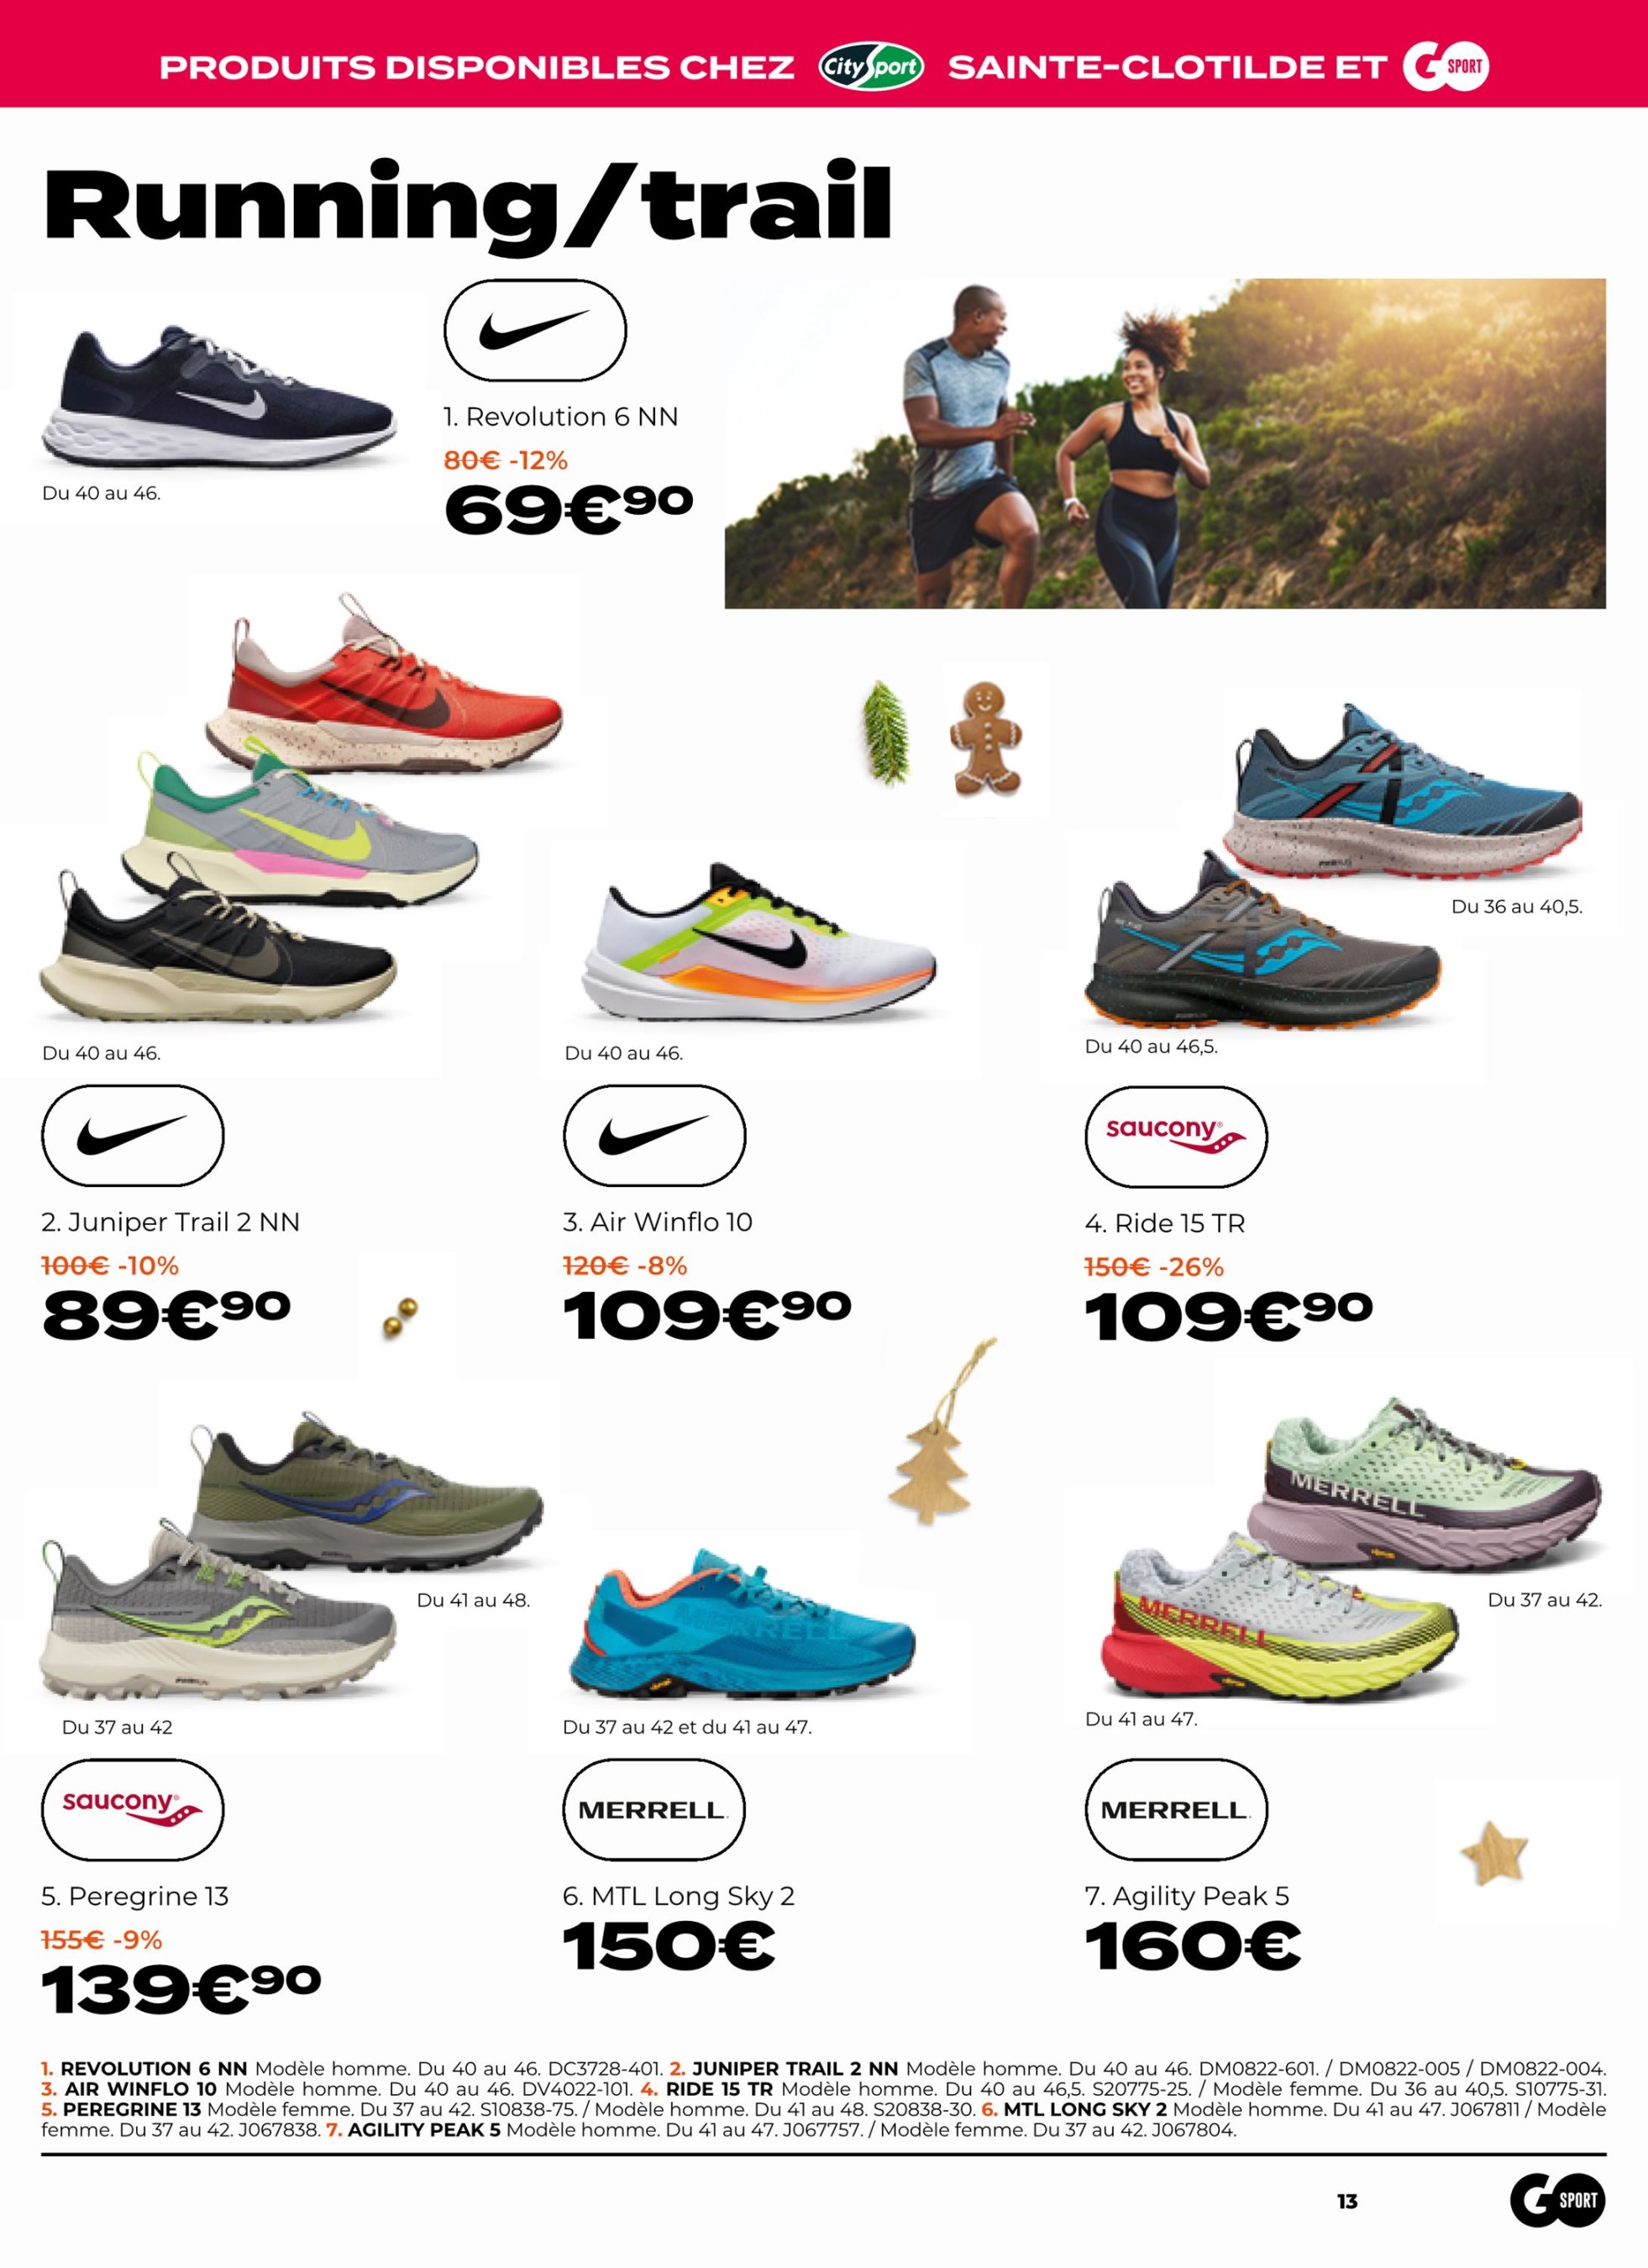 PRODUITS DISPONIBLES CHEZ CitySport SAINTE-CLOTILDE ET GO SPORT
Running/trail
1. Revolution 6 NN
80€ -12%
69€90
Du 40 au 46.
Du 36 au 40,5.
Du 40 au 46.
Du 40 au 46.
Du 40 au 46,5.
saucony
2. Juniper Trail 2 NN
100€ -10%
89€90
3. Air Winflo 10
120€ -8%
109€90
4. Ride 15 TR
150€ -26%
109€90
MERRELL
MERRELL
MERRELL
Du 41 au 48.
Du 37 au 42.
Du 37 au 42
Du 37 au 42 et du 41 au 47.
Du 41 au 47.
saucony
MERRELL
MERRELL
5. Peregrine 13
155€ -9%
139€90
6. MTL Long Sky 2
150€
7. Agility Peak 5
160€
1. REVOLUTION 6 NN Modèle homme. Du 40 au 46. DC3728-401. 2. JUNIPER TRAIL 2 NN Modèle homme. Du 40 au 46. DM0822-601. / DM0822-005 / DM0822-004.
3. AIR WINFLO 10 Modèle homme. Du 40 au 46. DV4022-101. 4. RIDE 15 TR Modèle homme. Du 40 au 46,5. S20775-25. / Modèle femme. Du 36 au 40,5. S10775-31.
5. PEREGRINE 13 Modèle femme. Du 37 au 42. S10838-75. / Modèle homme. Du 41 au 48. S20838-30. 6. MTL LONG SKY 2 Modèle homme. Du 41 au 47. J067811 / Modèle
femme. Du 37 au 42. J067838. 7. AGILITY PEAK 5 Modèle homme. Du 41 au 47. J067757. / Modèle femme. Du 37 au 42. J067804.
13
GO SPORT